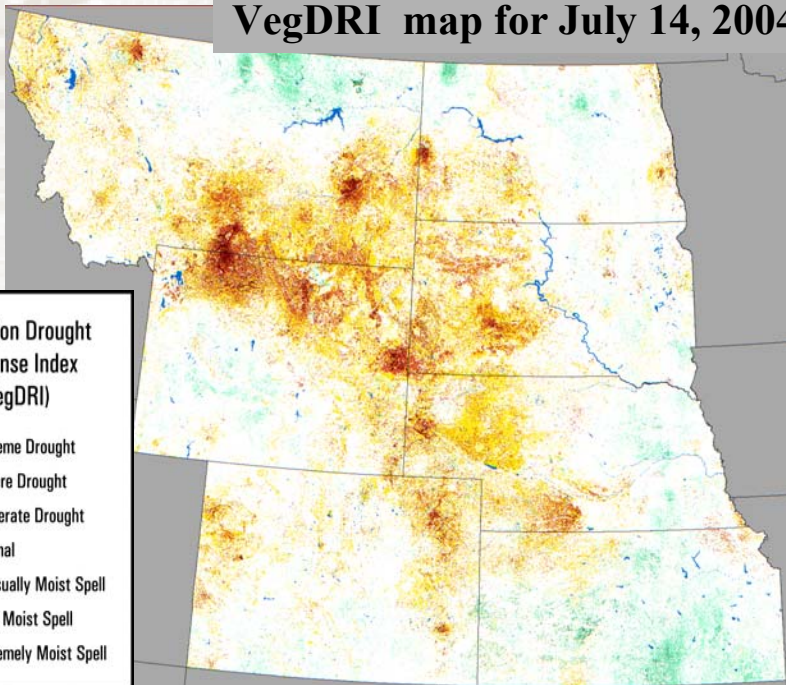 VegDRI map for July 14, 2004
on Drought
nse Index
egDRI)
eme Drought
re Drought
erate Drought
nal
sually Moist Spell
Moist Spell
emely Moist Spell